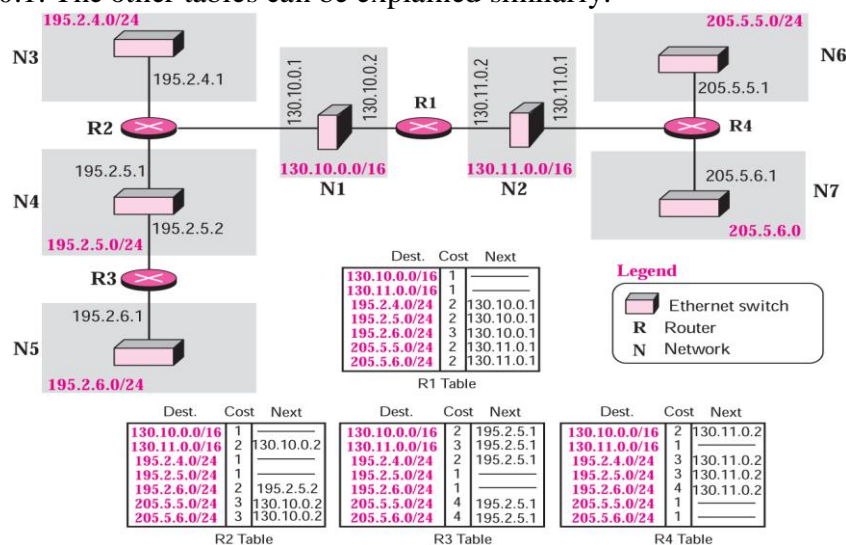 0.1. The other tables can be explained similarly.
195.2.4.0/24
205.5.5.0/24
N3
195.2.4.1
130.10.0.1
130.10.0.2
R1
130.11.0.2
130.11.0.1
205.5.5.1
N6
R2
R4
195.2.5.1
130.10.0.0/16
N1
130.11.0.0/16
N2
205.5.6.1
N4
195.2.5.2
N7
195.2.5.0/24
205.5.6.0
R3
195.2.6.1
N5
195.2.6.0/24
Dest. Cost Next
130.10.0.0/16 1
130.11.0.0/16 1
195.2.4.0/24 2 130.10.0.1
195.2.5.0/24 2 130.10.0.1
195.2.6.0/24 3 130.10.0.1
205.5.5.0/24 2 130.11.0.1
205.5.6.0/24 2 130.11.0.1
R1 Table
Legend
Ethernet switch
R Router
N Network
Dest. Cost Next
130.10.0.0/16 1
130.11.0.0/16 2 130.10.0.2
195.2.4.0/24 1
195.2.5.0/24 1
195.2.6.0/24 2 195.2.5.2
205.5.5.0/24 3 130.10.0.2
205.5.6.0/24 3 130.10.0.2
R2 Table
Dest. Cost Next
130.10.0.0/16 2 195.2.5.1
130.11.0.0/16 3 195.2.5.1
195.2.4.0/24 2 195.2.5.1
195.2.5.0/24 1
195.2.6.0/24 1
205.5.5.0/24 4 195.2.5.1
205.5.6.0/24 4 195.2.5.1
R3 Table
Dest. Cost Next
130.10.0.0/16 2 130.11.0.2
130.11.0.0/16 1
195.2.4.0/24 3 130.11.0.2
195.2.5.0/24 3 130.11.0.2
195.2.6.0/24 4 130.11.0.2
205.5.5.0/24 1
205.5.6.0/24 1
R4 Table